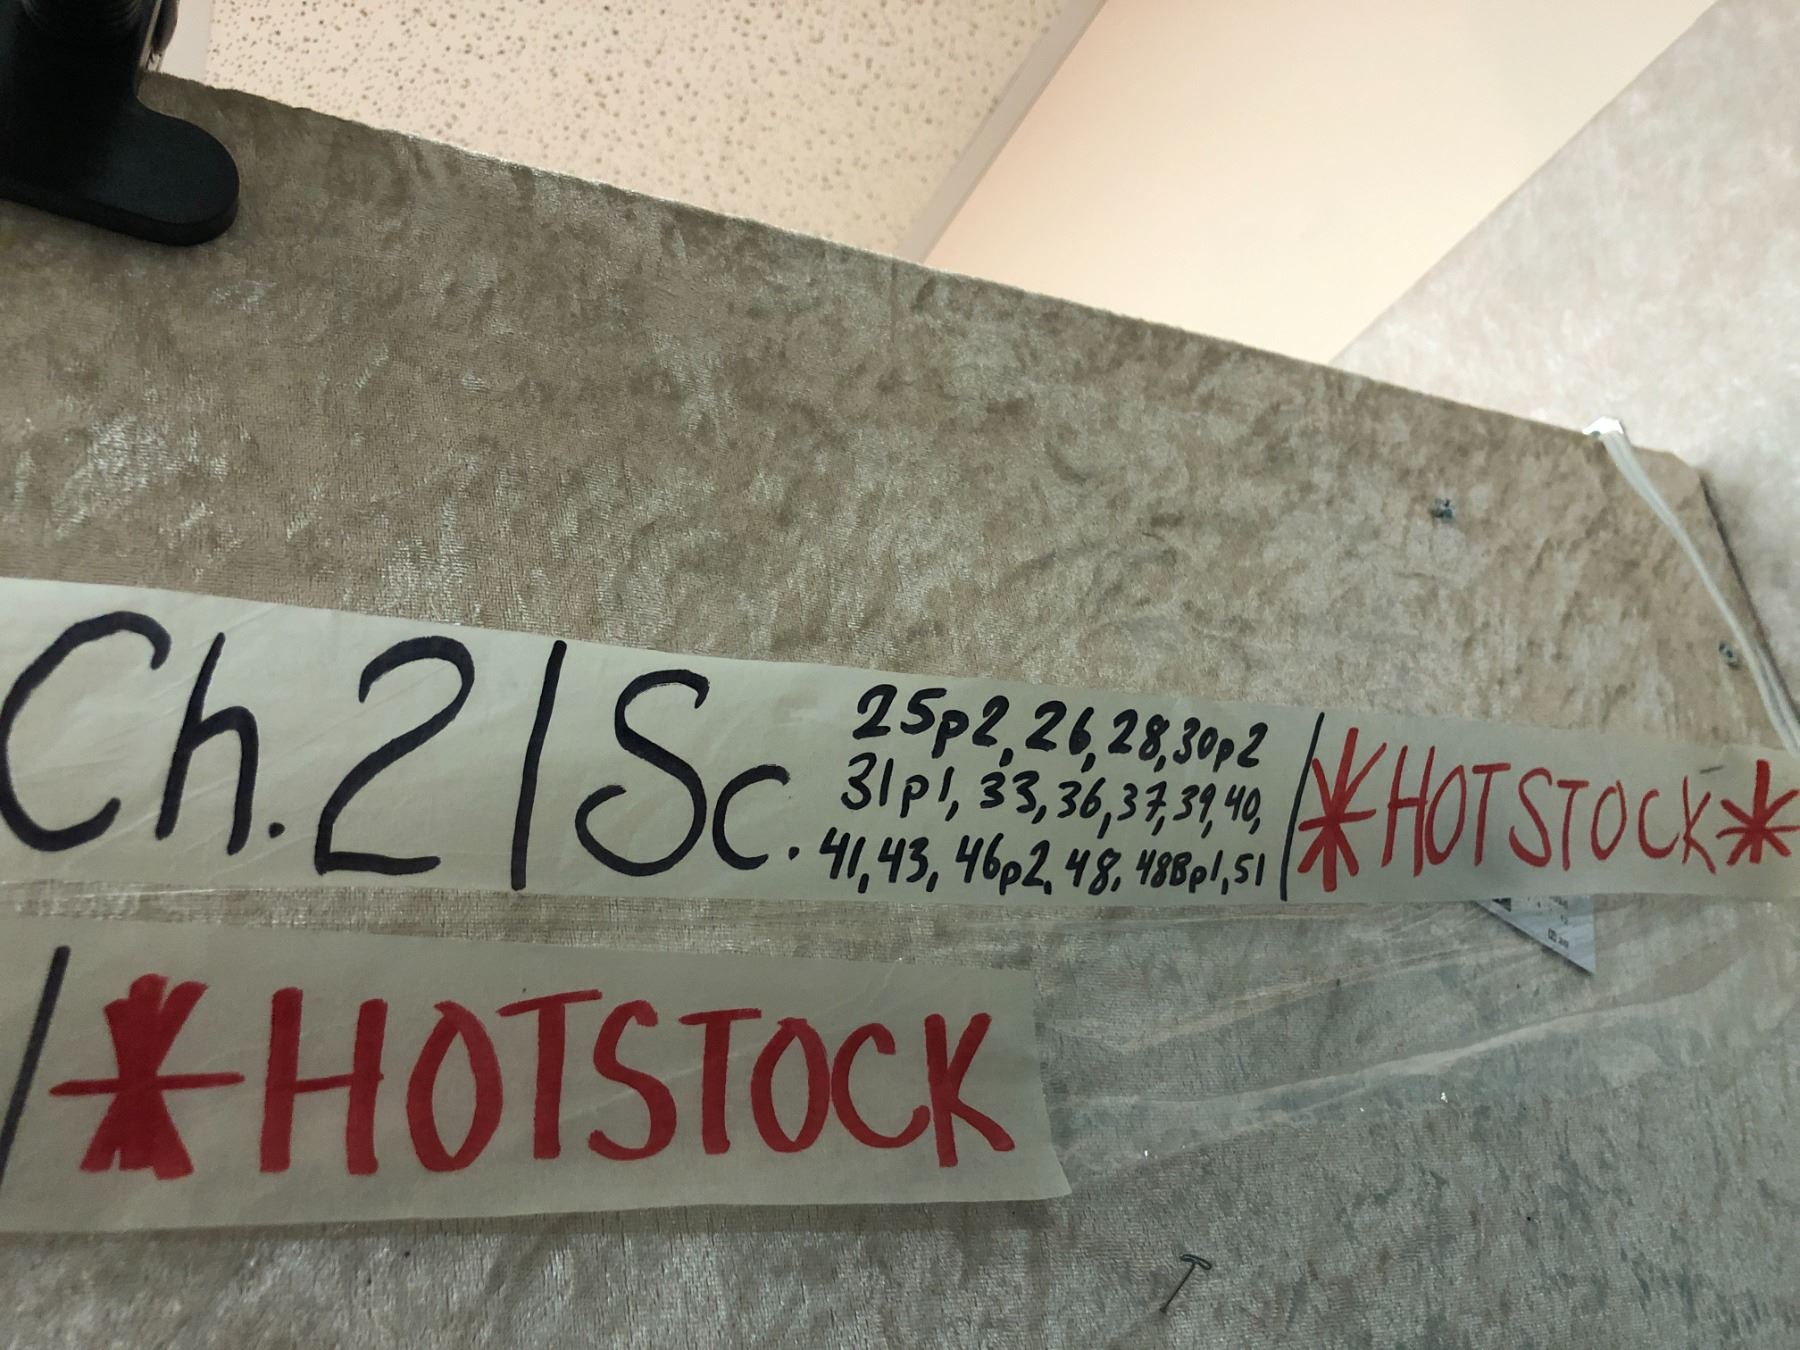 Ch. 2 | Sc. 25p2, 26, 28, 30p2
31p1, 33, 36, 37, 39, 40,
41, 43, 46p2, 48, 48Bp1, 51 | *HOTSTOCK*
| *HOTSTOCK